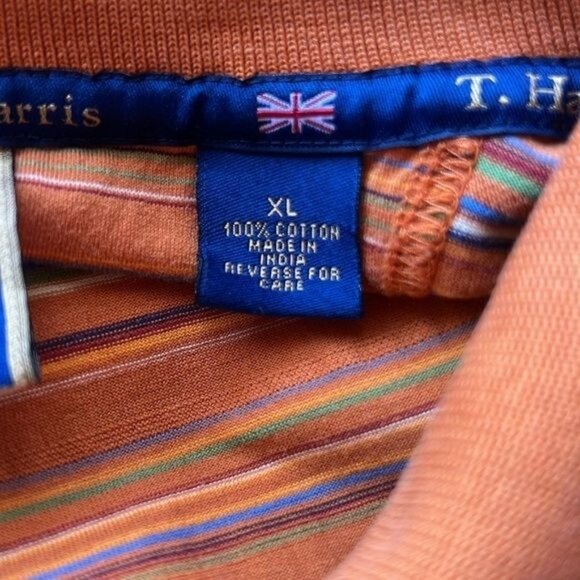 arris T. Ha
XL
100% COTTON
MADE IN
INDIA
REVERSE FOR
CARE